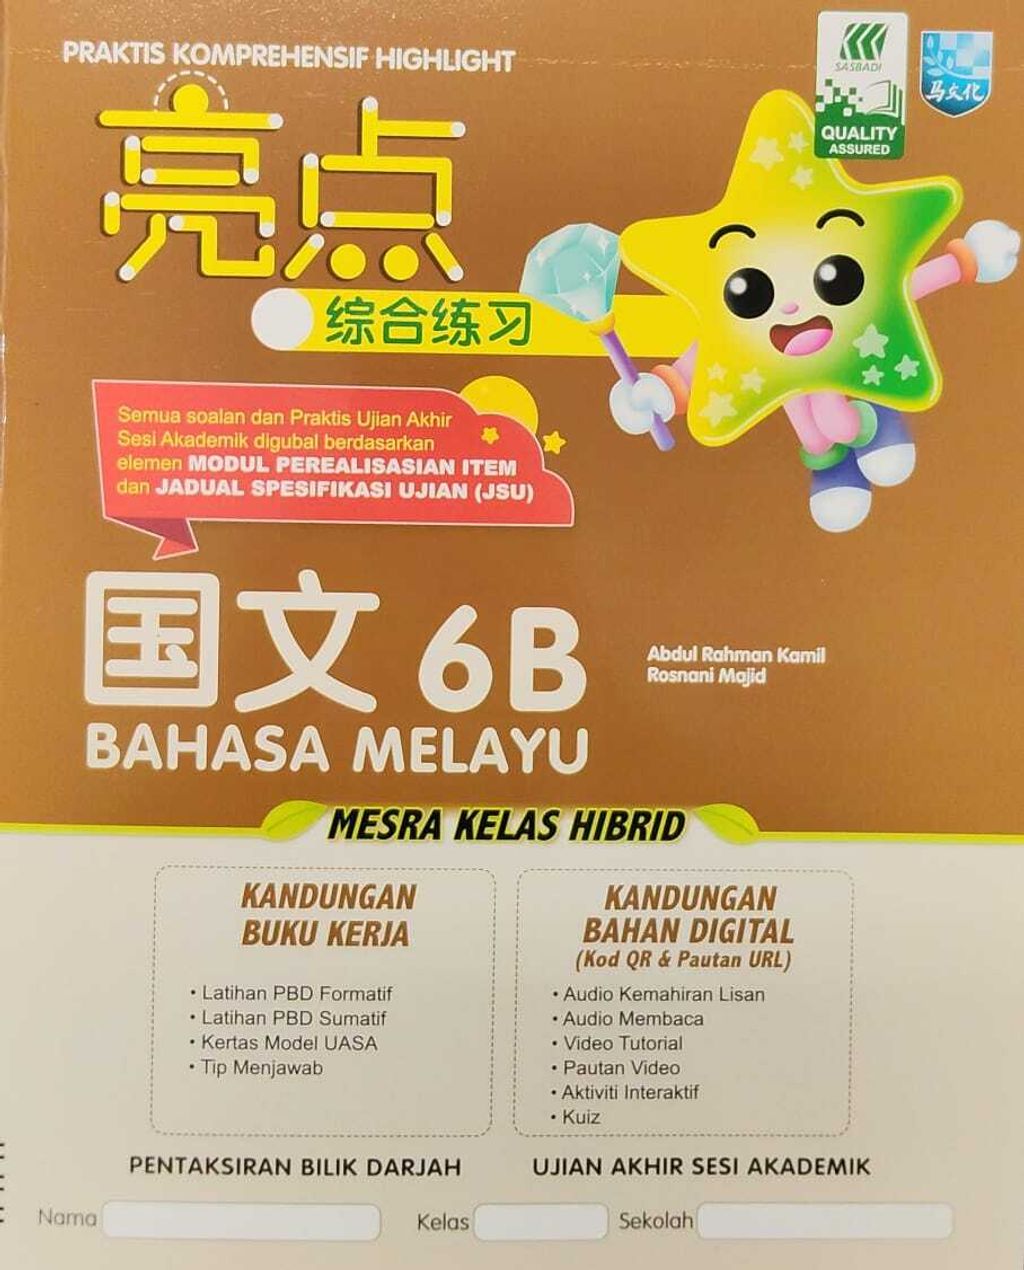 PRAKTIS KOMPREHENSIF HIGHLIGHT
SASBADI
QUALITY
ASSURED
马文化
亮点
综合练习
Semua soalan dan Praktis Ujian Akhir
Sesi Akademik digubal berdasarkan
elemen MODUL PEREALISASIAN ITEM
dan JADUAL SPESIFIKASI UJIAN (JSU)
国文 6B
BAHASA MELAYU
Abdul Rahman Kamil
Rosnani Majid
MESRA KELAS HIBRID
KANDUNGAN
BUKU KERJA
• Latihan PBD Formatif
• Latihan PBD Sumatif
• Kertas Model UASA
• Tip Menjawab
KANDUNGAN
BAHAN DIGITAL
(Kod QR & Pautan URL)
• Audio Kemahiran Lisan
• Audio Membaca
• Video Tutorial
• Pautan Video
• Aktiviti Interaktif
• Kuiz
PENTAKSIRAN BILIK DARJAH
UJIAN AKHIR SESI AKADEMIK
Nama Kelas Sekolah